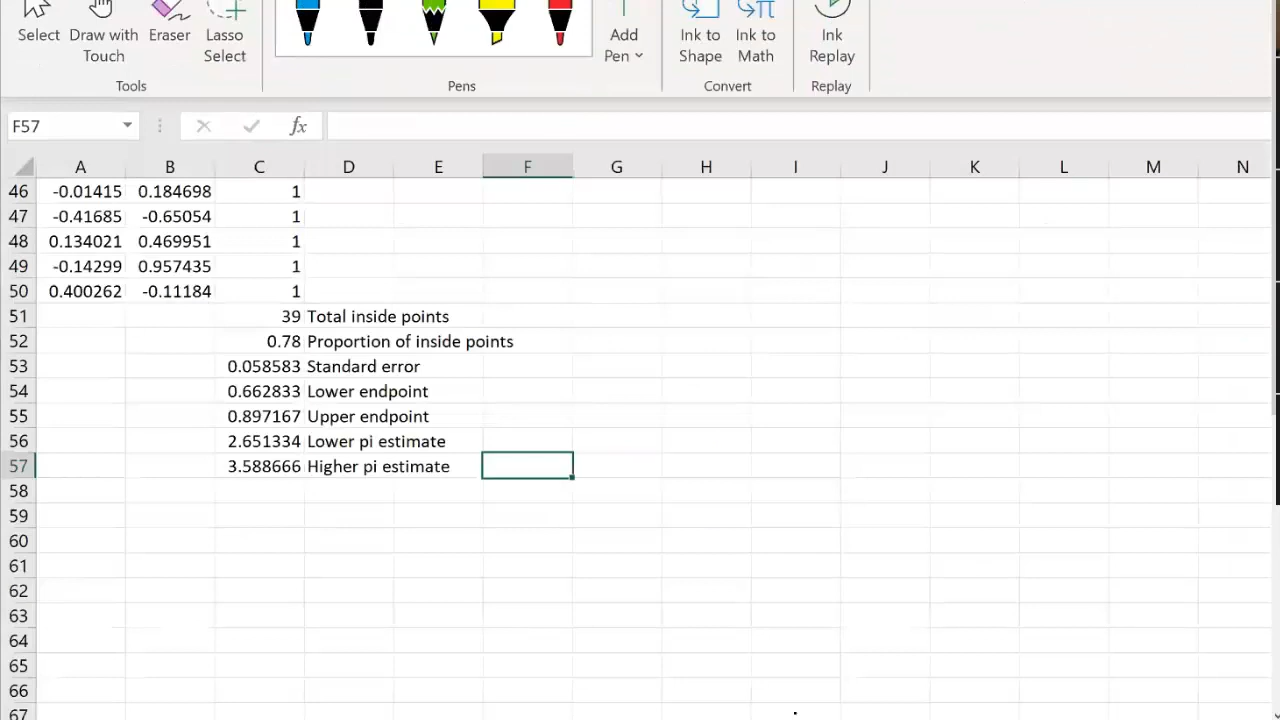 Select Draw with Touch Eraser Lasso Select Add Pen Ink to Shape Ink to Math Ink Replay
Tools Pens Convert Replay
F57 fx
A B C D E F G H I J K L M N
46 -0.01415 0.184698 1
47 -0.41685 -0.65054 1
48 0.134021 0.469951 1
49 -0.14299 0.957435 1
50 0.400262 -0.11184 1
51 39 Total inside points
52 0.78 Proportion of inside points
53 0.058583 Standard error
54 0.662833 Lower endpoint
55 0.897167 Upper endpoint
56 2.651334 Lower pi estimate
57 3.588666 Higher pi estimate
58
59
60
61
62
63
64
65
66
67